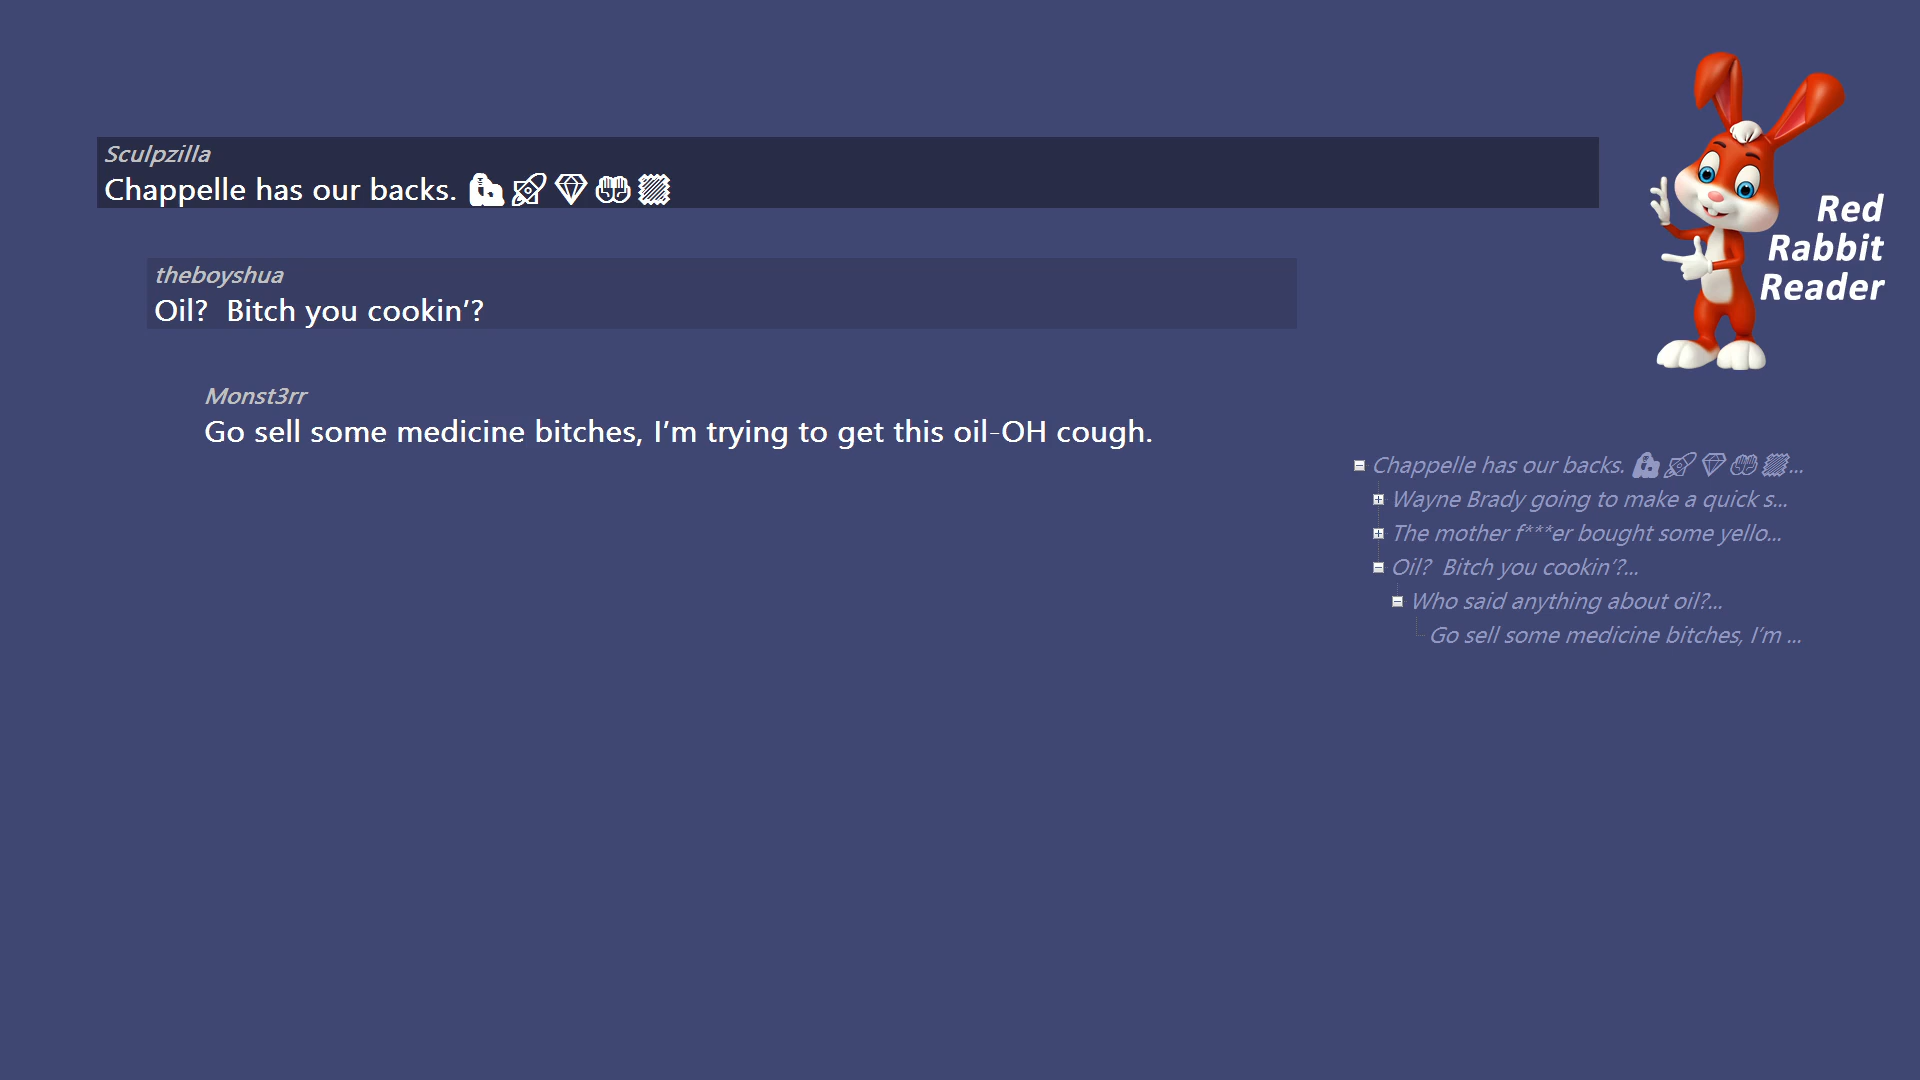 Sculpzilla
Chappelle has our backs. 🚀💎🤲
theboyshua
Oil?  Bitch you cookin’?
Monst3rr
Go sell some medicine bitches, I’m trying to get this oil-OH cough.
Red
Rabbit
Reader
Chappelle has our backs. 🚀💎🤲...
Wayne Brady going to make a quick s...
The mother f***er bought some yello...
Oil?  Bitch you cookin’?...
Who said anything about oil?...
Go sell some medicine bitches, I’m ...